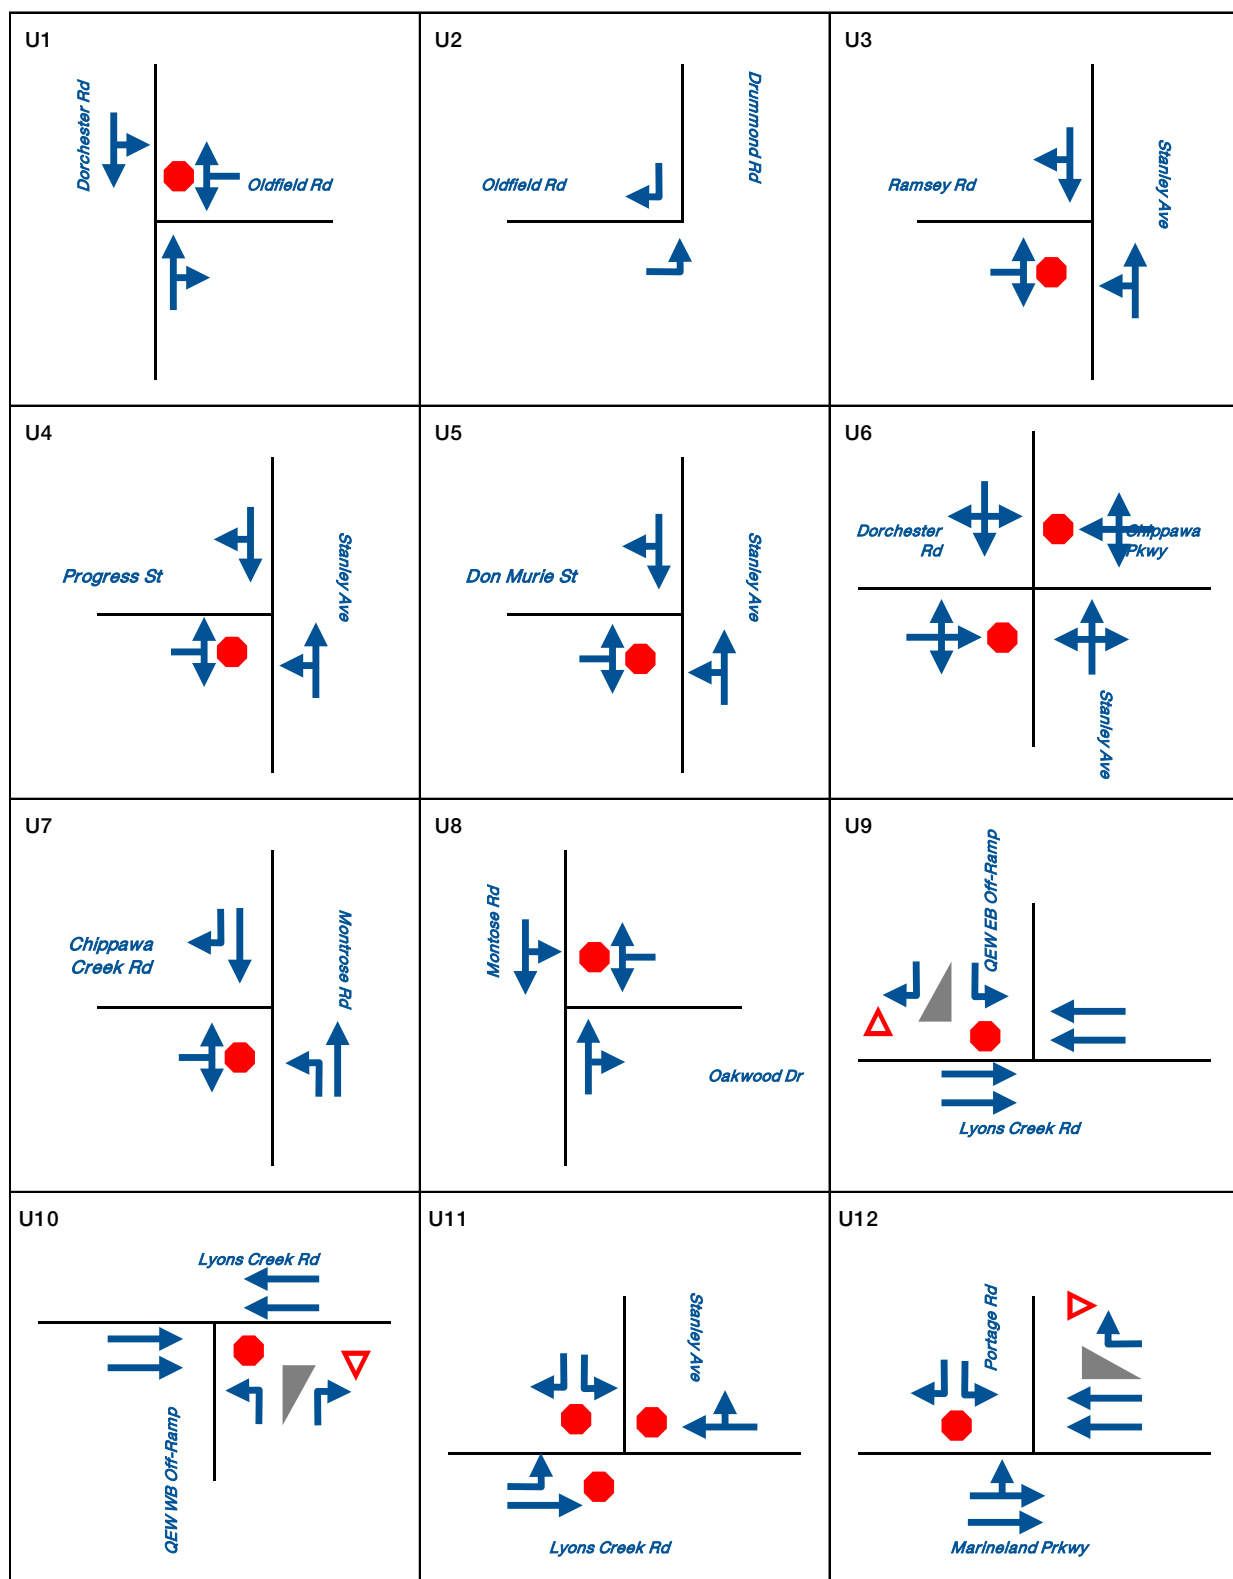 U1
Dorchester Rd
Oldfield Rd
U2
Drummond Rd
Oldfield Rd
U3
Ramsey Rd
Stanley Ave
U4
Progress St
Stanley Ave
U5
Don Murie St
Stanley Ave
U6
Dorchester
Rd
Chippawa
Pkwy
Stanley Ave
U7
Chippawa
Creek Rd
Montrose Rd
U8
Montose Rd
Oakwood Dr
U9
QEW EB Off-Ramp
Lyons Creek Rd
U10
Lyons Creek Rd
QEW WB Off-Ramp
U11
Stanley Ave
Lyons Creek Rd
U12
Portage Rd
Marineland Prkwy